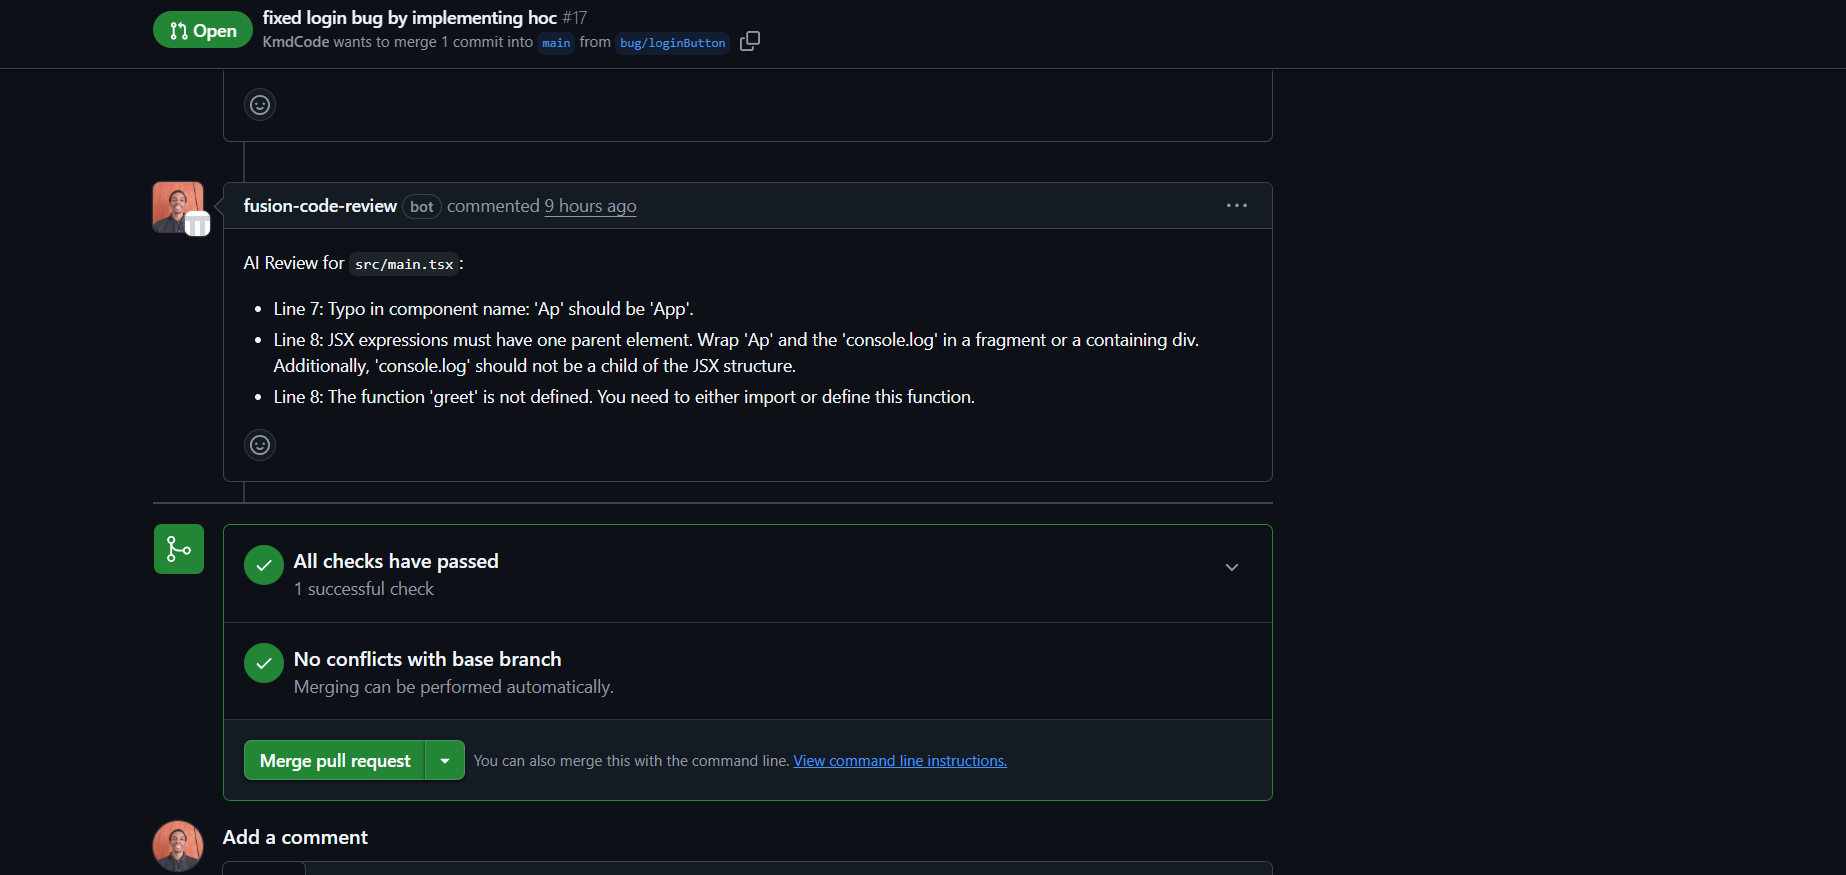 Open
fixed login bug by implementing hoc #17
KmdCode wants to merge 1 commit into main from bug/loginButton
fusion-code-review bot commented 9 hours ago
AI Review for src/main.tsx:
• Line 7: Typo in component name: 'Ap' should be 'App'.
• Line 8: JSX expressions must have one parent element. Wrap 'Ap' and the 'console.log' in a fragment or a containing div.
Additionally, 'console.log' should not be a child of the JSX structure.
• Line 8: The function 'greet' is not defined. You need to either import or define this function.
All checks have passed
1 successful check
No conflicts with base branch
Merging can be performed automatically.
Merge pull request
You can also merge this with the command line. View command line instructions.
Add a comment